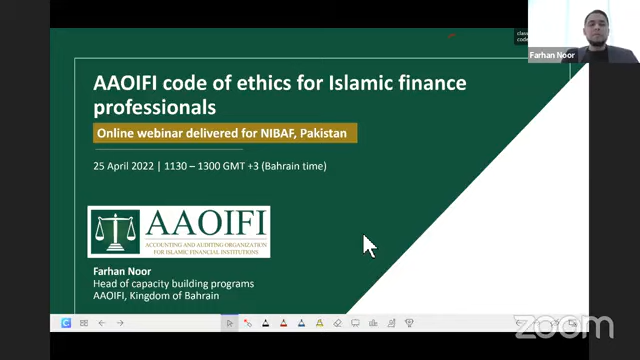 AAOIFI code of ethics for Islamic finance
professionals
Online webinar delivered for NIBAF, Pakistan
25 April 2022 | 1130 – 1300 GMT +3 (Bahrain time)
AAOIFI
ACCOUNTING AND AUDITING ORGANIZATION
FOR ISLAMIC FINANCIAL INSTITUTIONS
Farhan Noor
Head of capacity building programs
AAOIFI, Kingdom of Bahrain
Farhan Noor
zoom